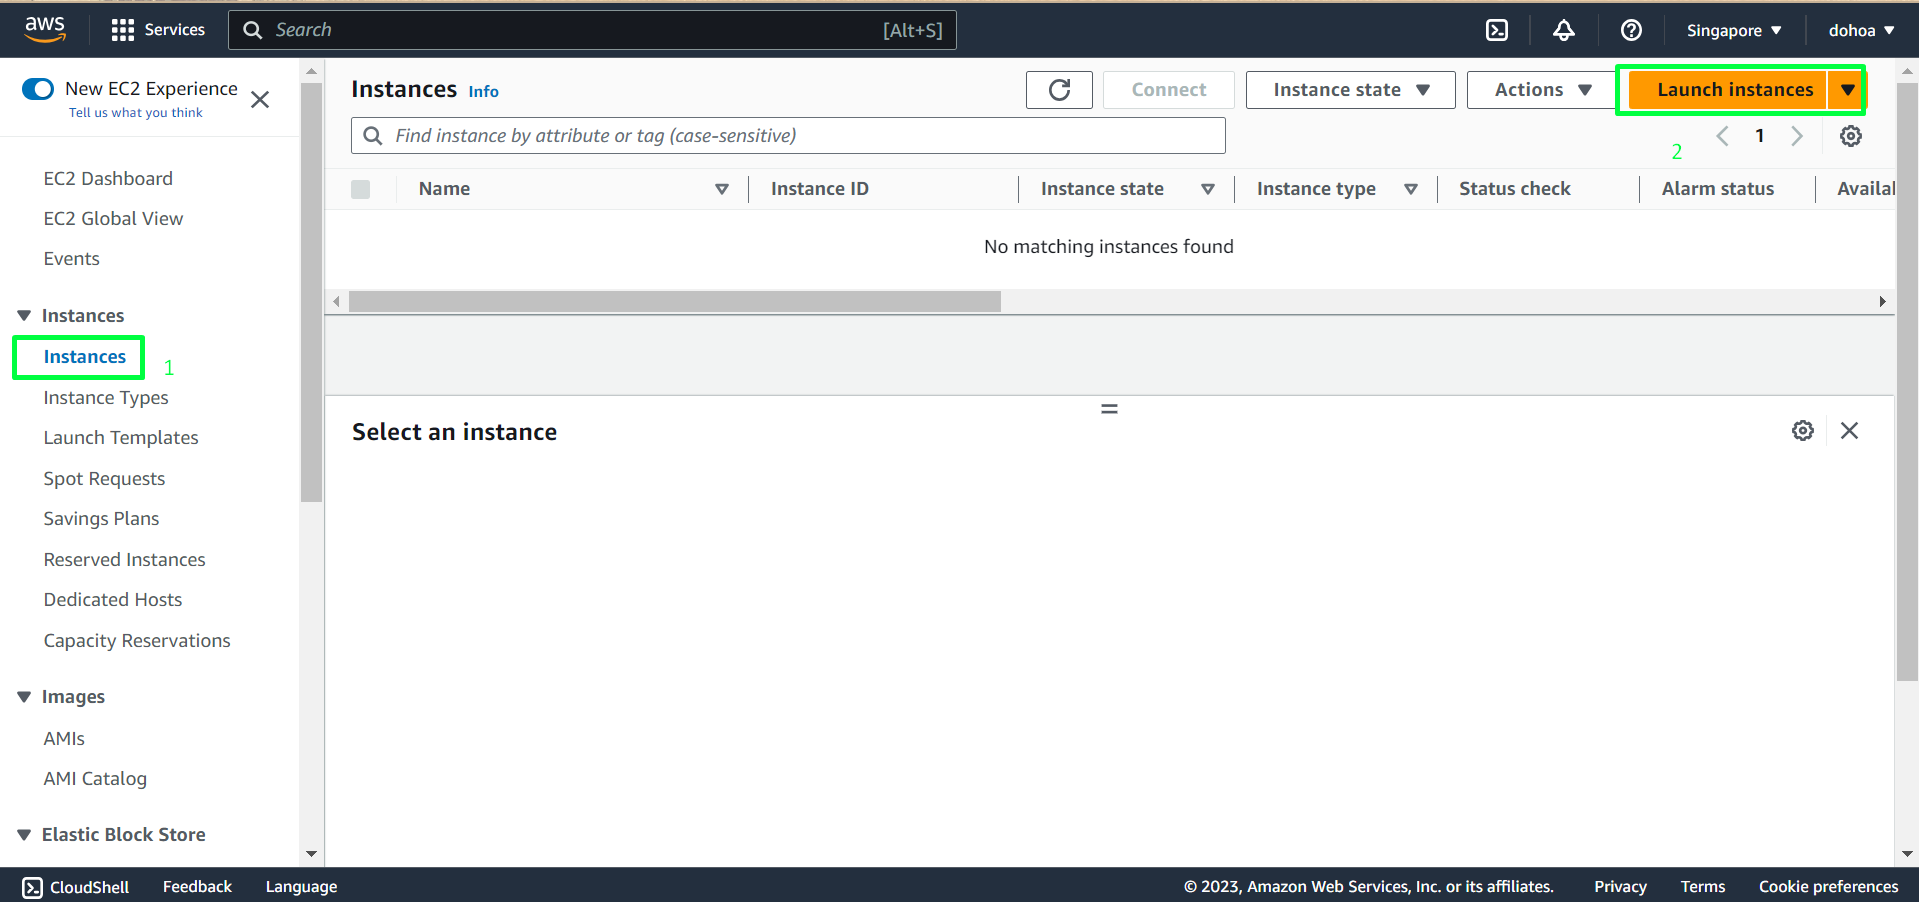 aws
Services
Search
[Alt+S]
Singapore
dohoa
New EC2 Experience
Tell us what you think
EC2 Dashboard
EC2 Global View
Events
Instances
Instances
1
Instance Types
Launch Templates
Spot Requests
Savings Plans
Reserved Instances
Dedicated Hosts
Capacity Reservations
Images
AMIs
AMI Catalog
Elastic Block Store
Instances Info
Connect
Instance state
Actions
Launch instances
Find instance by attribute or tag (case-sensitive)
2
1
Name
Instance ID
Instance state
Instance type
Status check
Alarm status
Availal
No matching instances found
Select an instance
CloudShell
Feedback
Language
© 2023, Amazon Web Services, Inc. or its affiliates.
Privacy
Terms
Cookie preferences